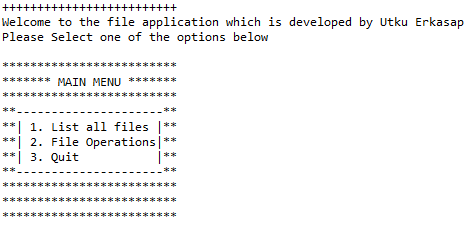 ++++++++++++++++++++++++++
Welcome to the file application which is developed by Utku Erkasap
Please Select one of the options below

**************************
******* MAIN MENU *******
**************************
**---------------------**
**| 1. List all files |**
**| 2. File Operations|**
**| 3. Quit           |**
**---------------------**
**************************
**************************
**************************